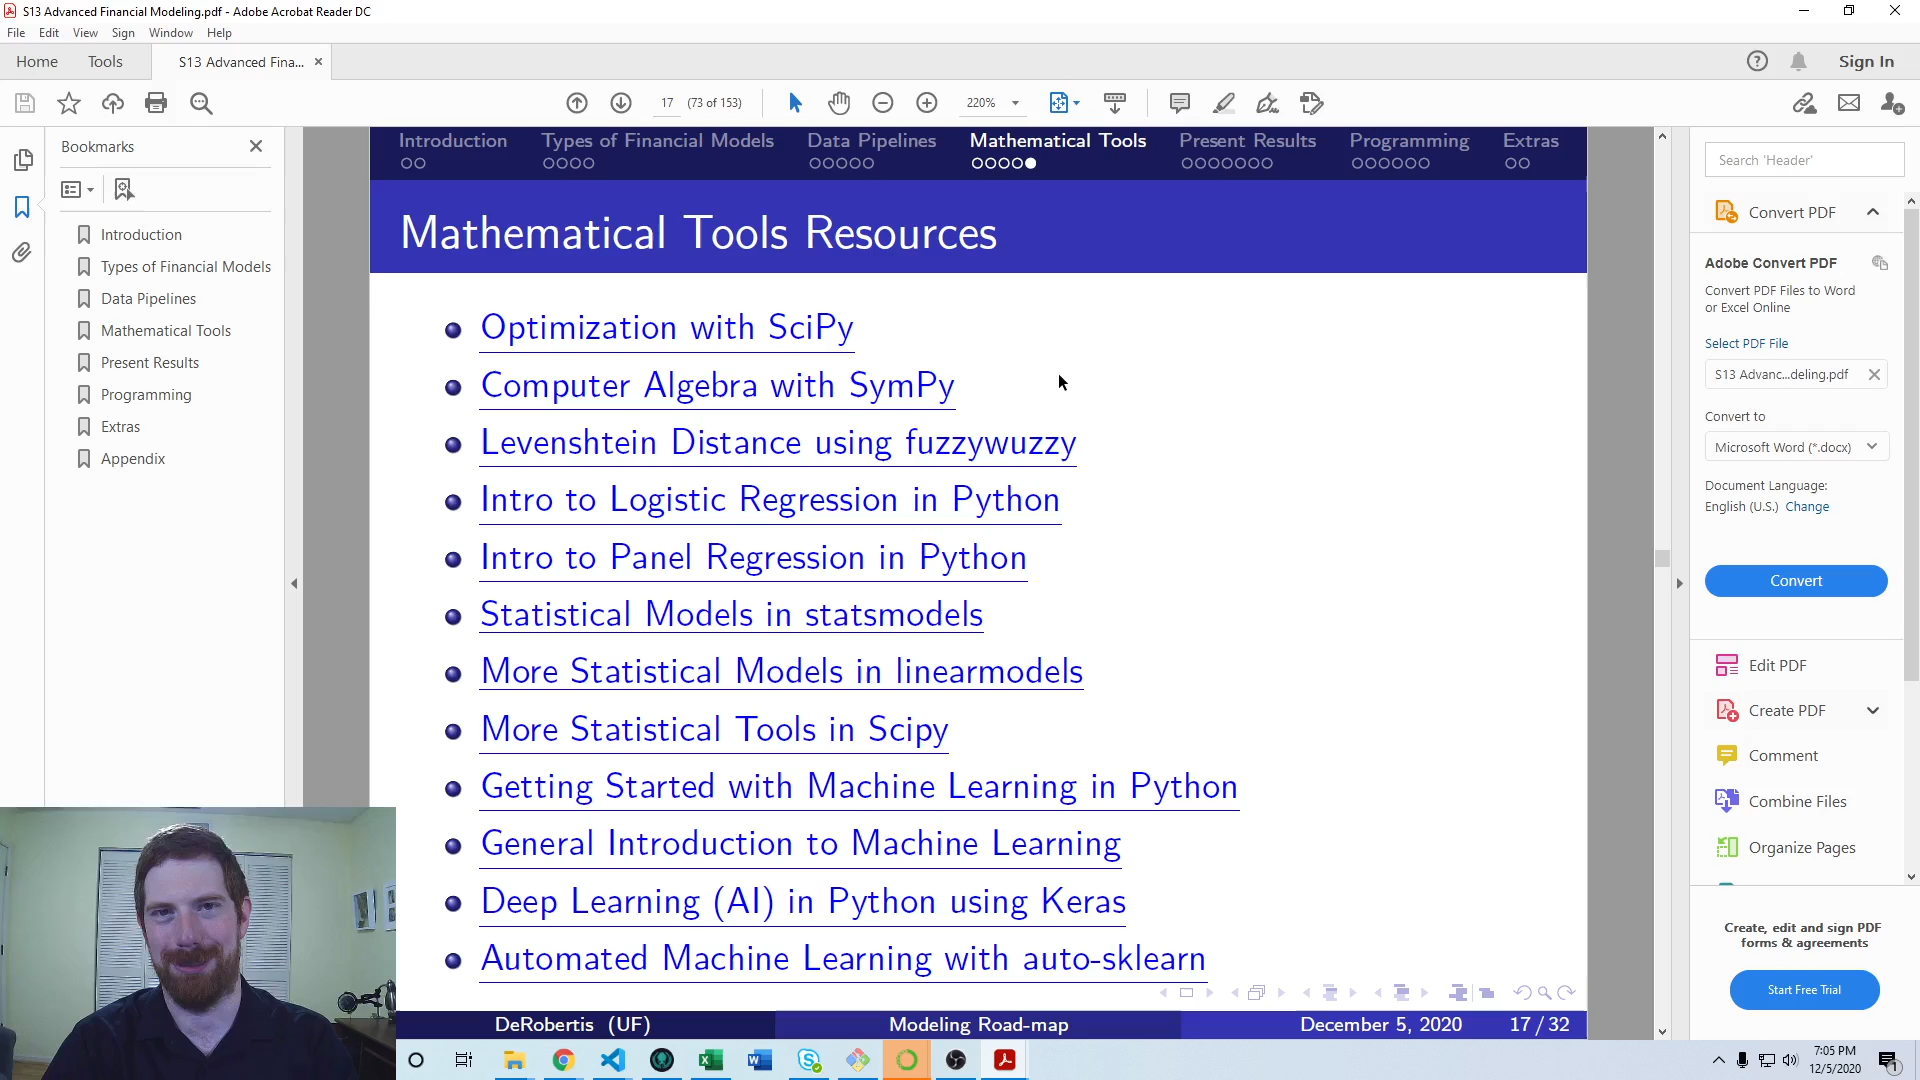 S13 Advanced Financial Modeling.pdf - Adobe Acrobat Reader DC
File Edit View Sign Window Help
Home Tools S13 Advanced Fina... × Sign In
17 (73 of 153) 220%
Bookmarks
Introduction
Types of Financial Models
Data Pipelines
Mathematical Tools
Present Results
Programming
Extras
Appendix
Introduction Types of Financial Models Data Pipelines Mathematical Tools Present Results Programming Extras
Mathematical Tools Resources
Optimization with SciPy
Computer Algebra with SymPy
Levenshtein Distance using fuzzywuzzy
Intro to Logistic Regression in Python
Intro to Panel Regression in Python
Statistical Models in statsmodels
More Statistical Models in linearmodels
More Statistical Tools in Scipy
Getting Started with Machine Learning in Python
General Introduction to Machine Learning
Deep Learning (AI) in Python using Keras
Automated Machine Learning with auto-sklearn
DeRobertis (UF) Modeling Road-map December 5, 2020 17 / 32
Search 'Header'
Convert PDF
Adobe Convert PDF
Convert PDF Files to Word
or Excel Online
Select PDF File
S13 Advanc...deling.pdf
Convert to
Microsoft Word (*.docx)
Document Language:
English (U.S.) Change
Convert
Edit PDF
Create PDF
Comment
Combine Files
Organize Pages
Create, edit and sign PDF
forms & agreements
Start Free Trial
7:05 PM
12/5/2020
1